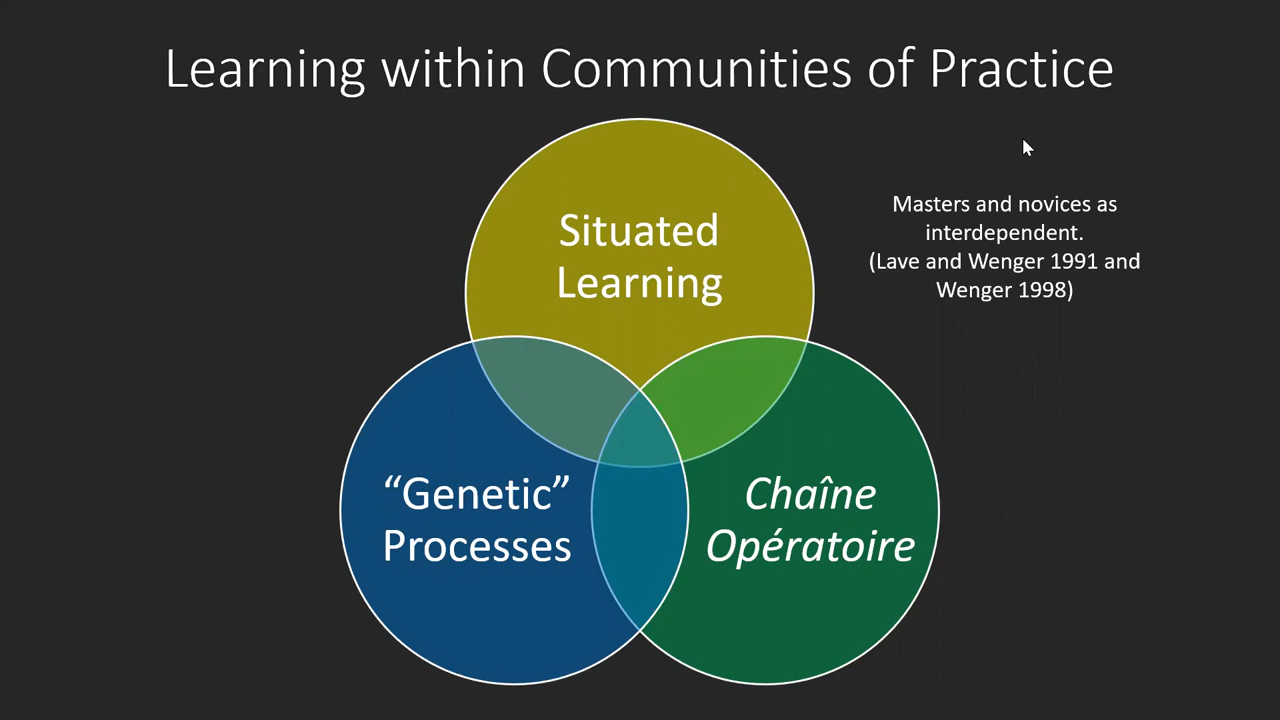 Learning within Communities of Practice
Situated
Learning
Masters and novices as
interdependent.
(Lave and Wenger 1991 and
Wenger 1998)
“Genetic”
Processes
Chaîne
Opératoire